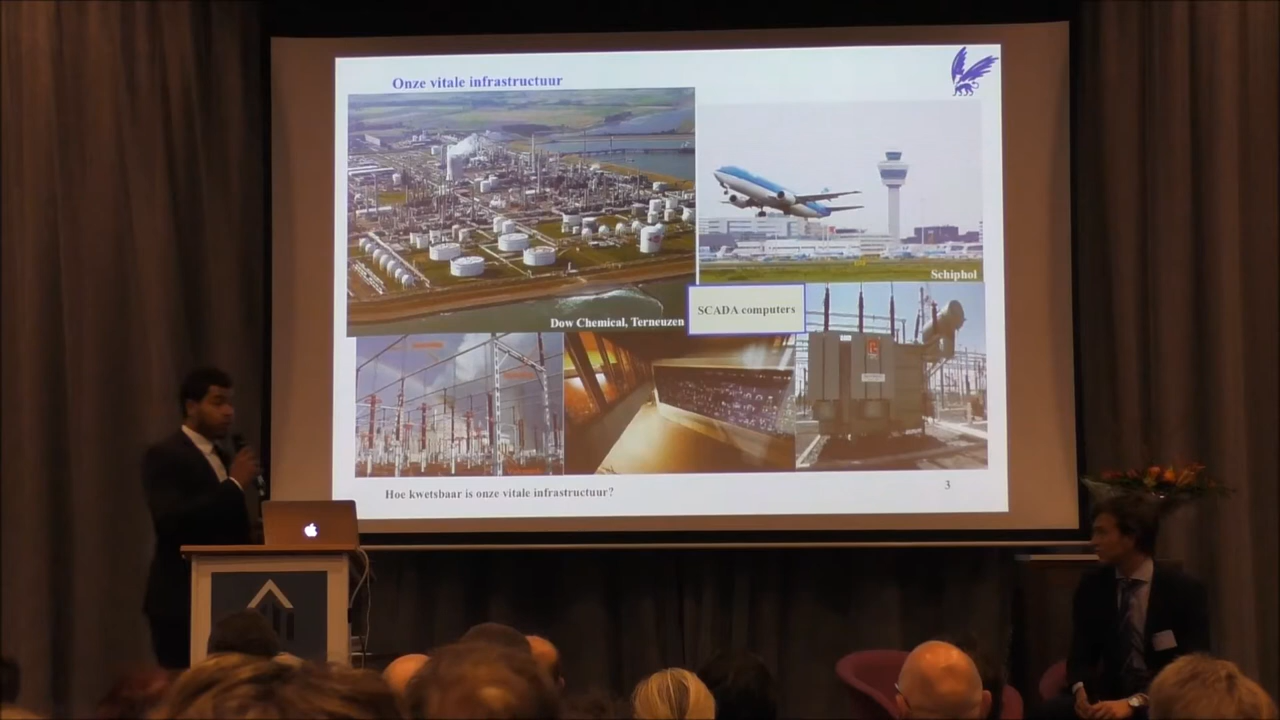 Onze vitale infrastructuur
Schiphol
Dow Chemical, Terneuzen
SCADA computers
Hoe kwetsbaar is onze vitale infrastructuur?
3